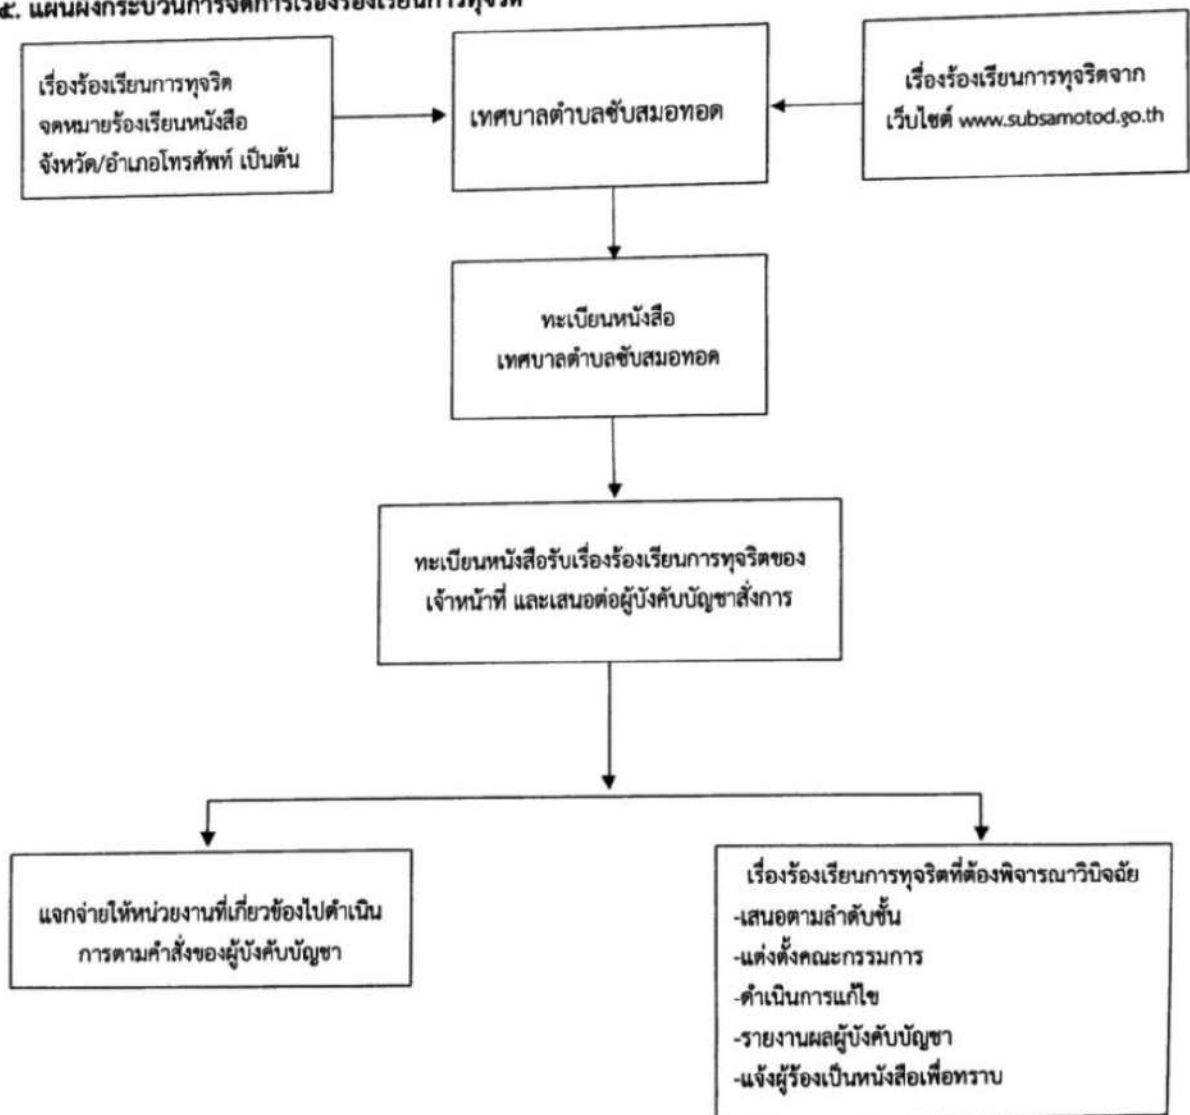 ๕. แผนผังกระบวนการจัดการเรื่องร้องเรียนการทุจริต
เรื่องร้องเรียนการทุจริต
จดหมายร้องเรียนหนังสือ
จังหวัด/อำเภอโทรศัพท์ เป็นต้น
เทศบาลตำบลซับสมอทอด
เรื่องร้องเรียนการทุจริตจาก
เว็บไซต์ www.subsamotod.go.th
ทะเบียนหนังสือ
เทศบาลตำบลซับสมอทอด
ทะเบียนหนังสือรับเรื่องร้องเรียนการทุจริตของ
เจ้าหน้าที่ และเสนอต่อผู้บังคับบัญชาสั่งการ
แจกจ่ายให้หน่วยงานที่เกี่ยวข้องไปดำเนิน
การตามคำสั่งของผู้บังคับบัญชา
เรื่องร้องเรียนการทุจริตที่ต้องพิจารณาวินิจฉัย
-เสนอตามลำดับชั้น
-แต่งตั้งคณะกรรมการ
-ดำเนินการแก้ไข
-รายงานผลผู้บังคับบัญชา
-แจ้งผู้ร้องเป็นหนังสือเพื่อทราบ